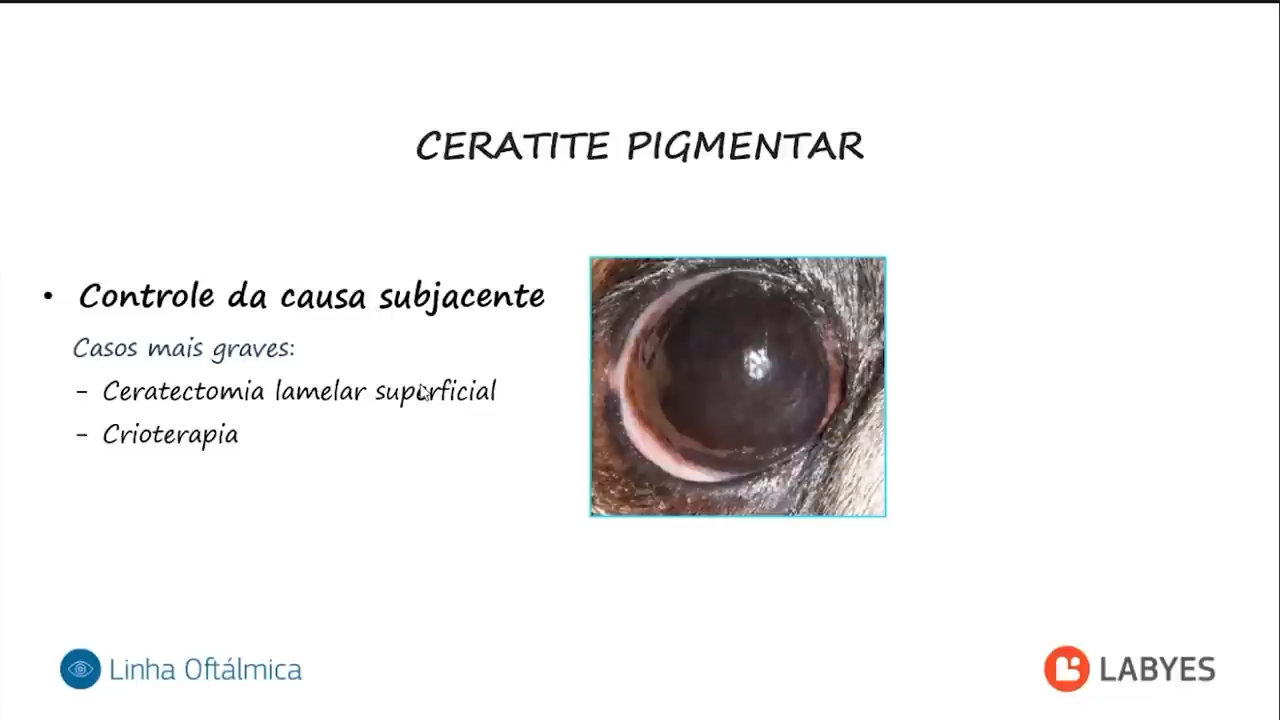 CERATITE PIGMENTAR
• Controle da causa subjacente
Casos mais graves:
- Ceratectomia lamelar superficial
- Crioterapia
Linha Oftálmica
LABYES